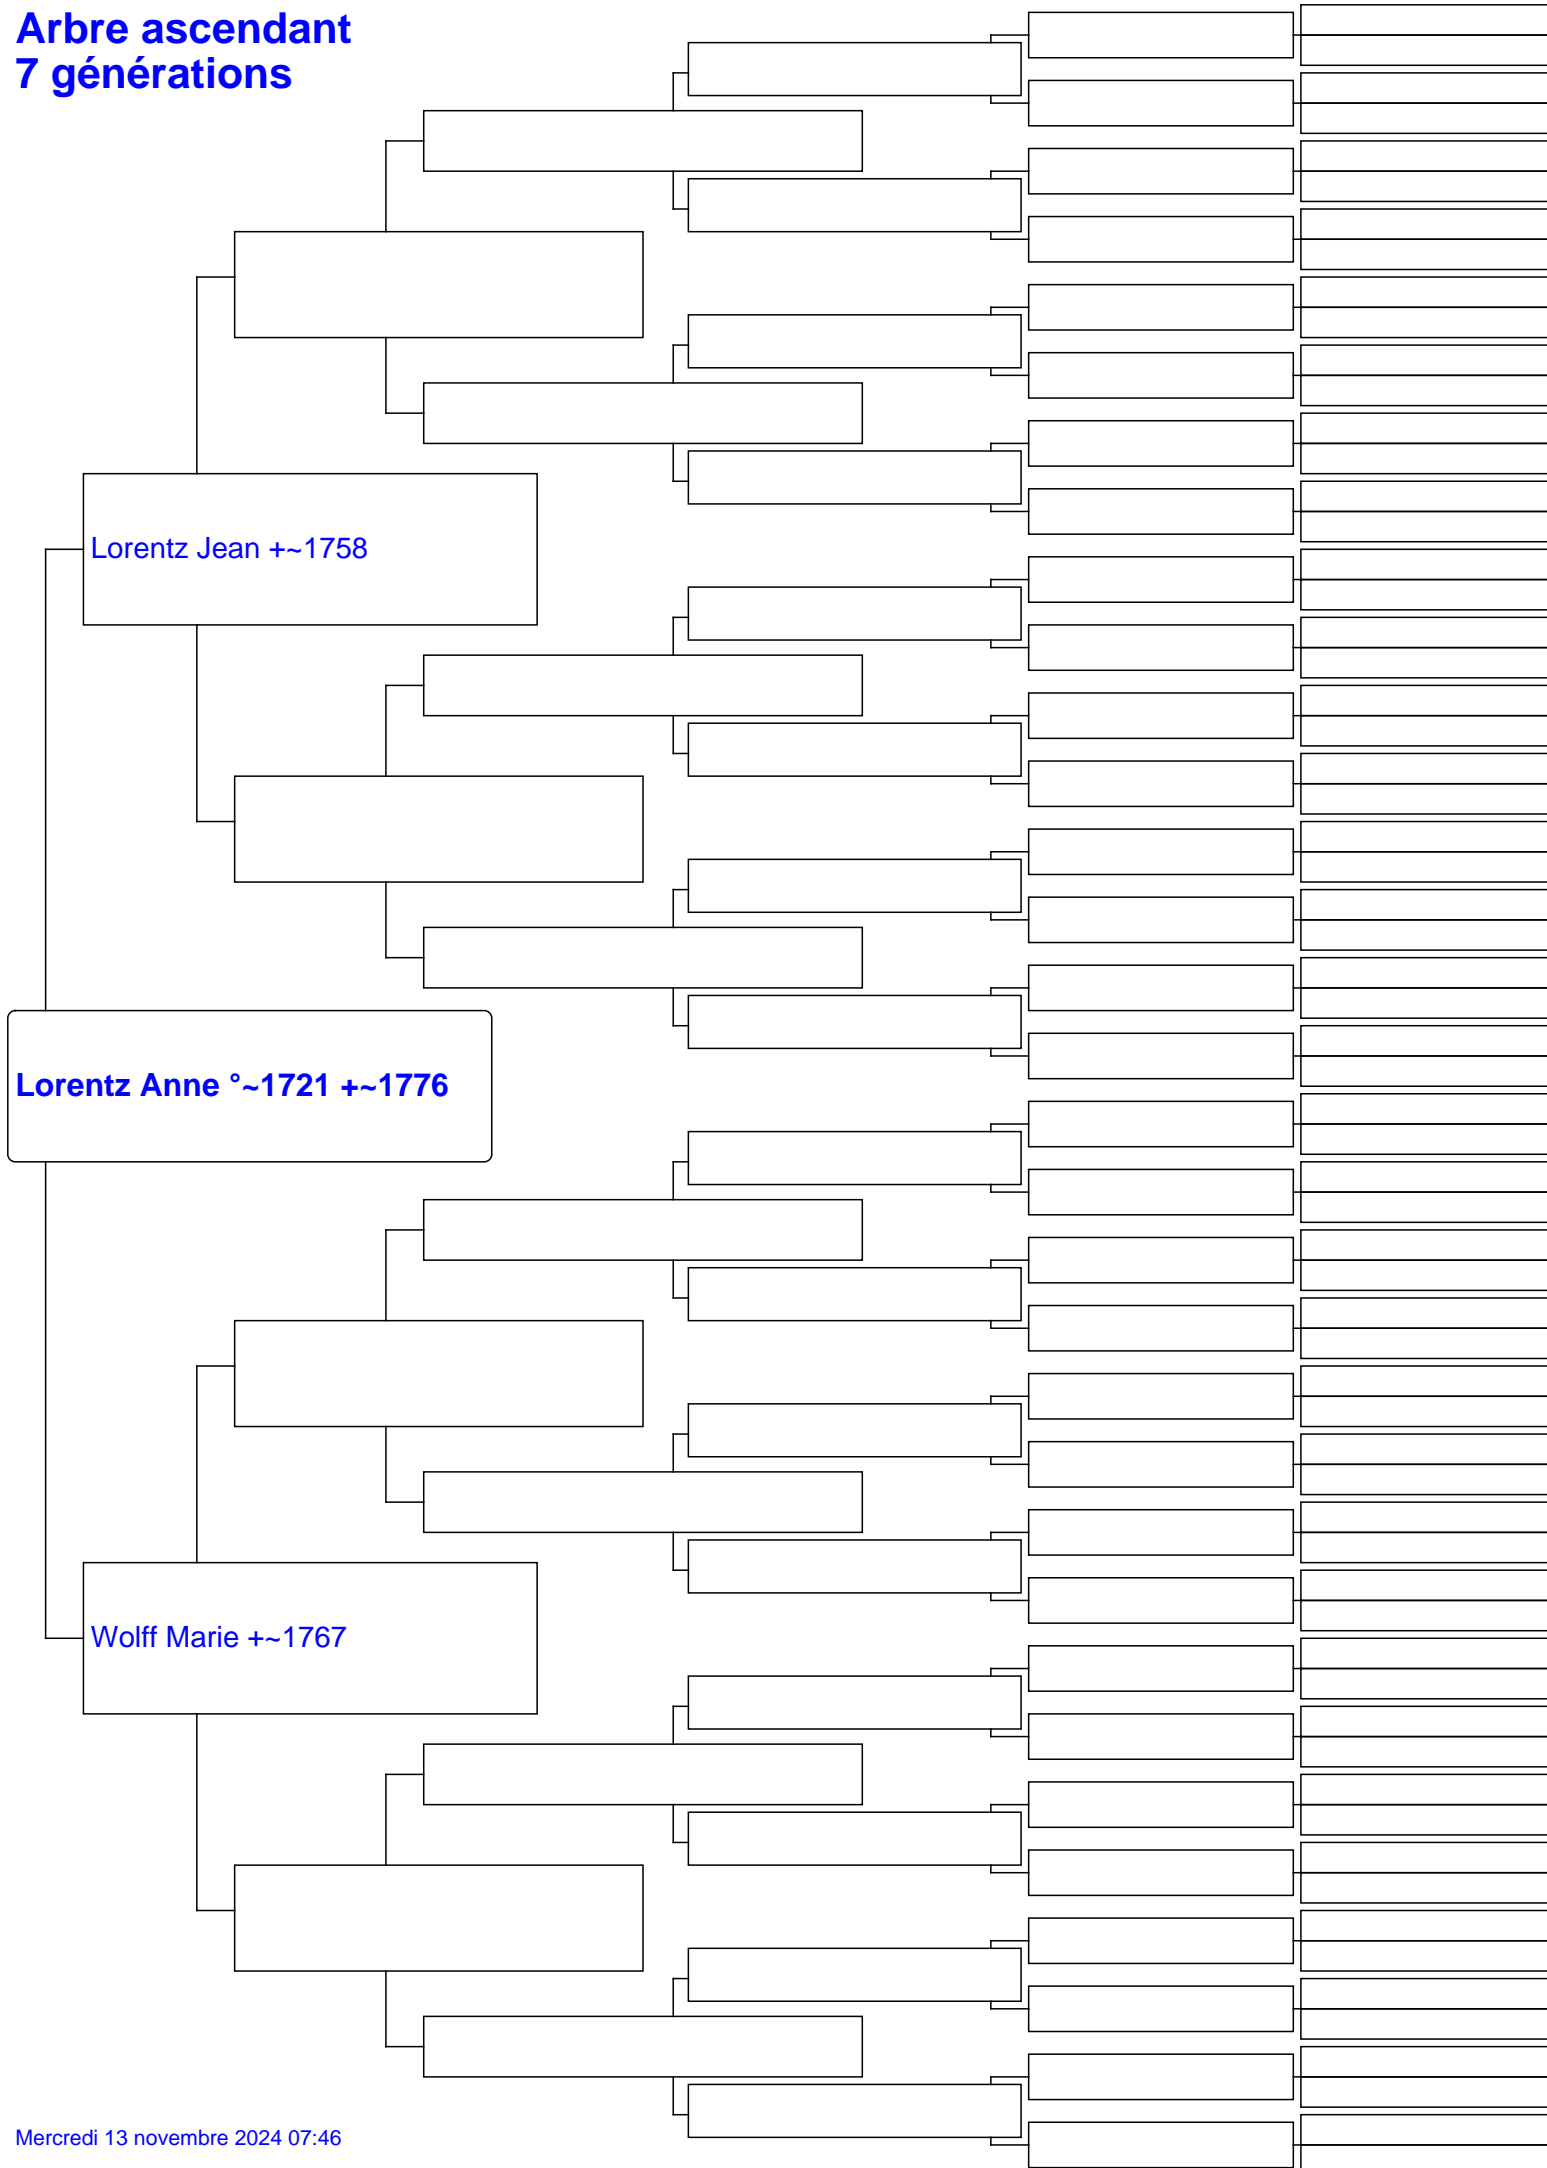 Arbre ascendant
7 générations
Lorentz Jean +~1758
Lorentz Anne °~1721 +~1776
Wolff Marie +~1767
Mercredi 13 novembre 2024 07:46